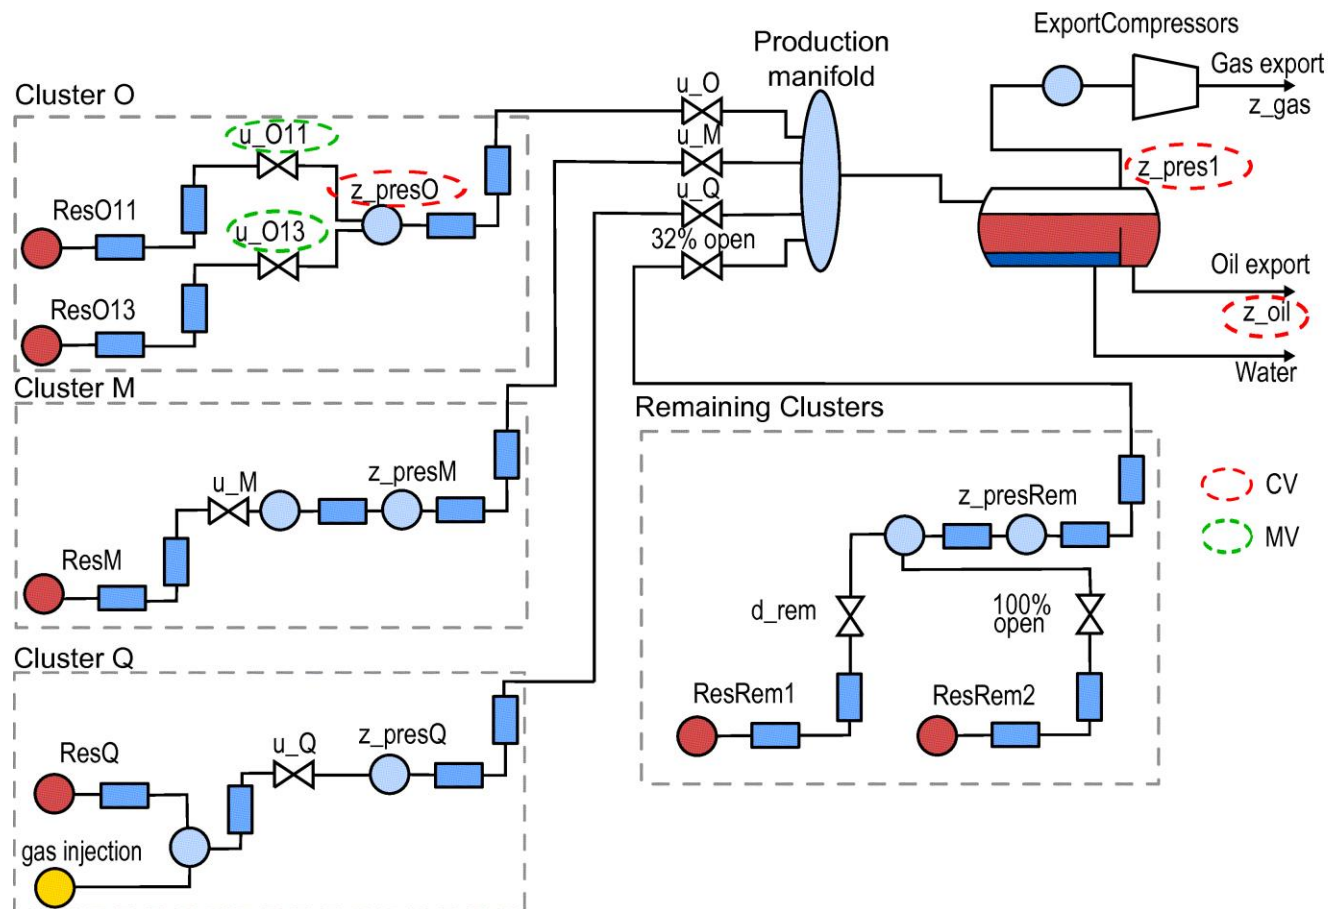 ExportCompressors
Production
manifold
Gas export
z_gas
Cluster O
u_O
u_O11
u_M
z_pres1
z_presO
u_Q
ResO11
u_O13
32% open
Oil export
ResO13
z_oil
Water
Cluster M
Remaining Clusters
u_M
z_presM
CV
z_presRem
MV
ResM
d_rem
100%
open
Cluster Q
ResRem1
ResRem2
ResQ
u_Q
z_presQ
gas injection